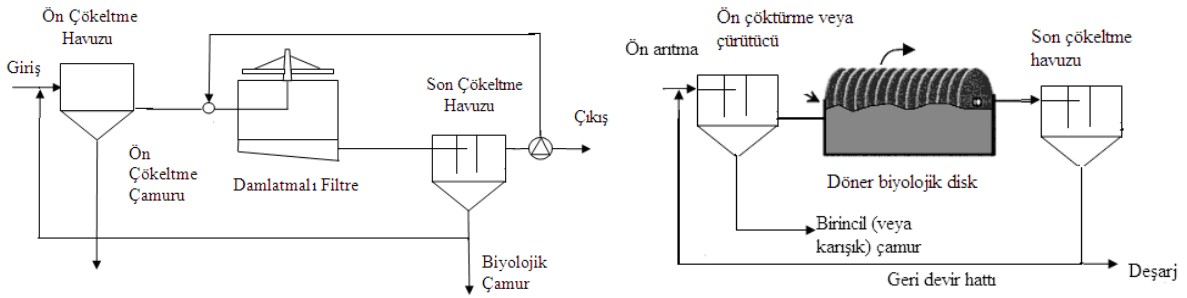 Ön Çökeltme
Havuzu
Giriş
Ön
Çökeltme
Çamuru
Damlatmalı Filtre
Son Çökeltme
Havuzu
Çıkış
Biyolojik
Çamur
Ön arıtma
Ön çöktürme veya
çürütücü
Son çökeltme
havuzu
Döner biyolojik disk
Birincil (veya
karışık) çamur
Geri devir hattı
Deşarj